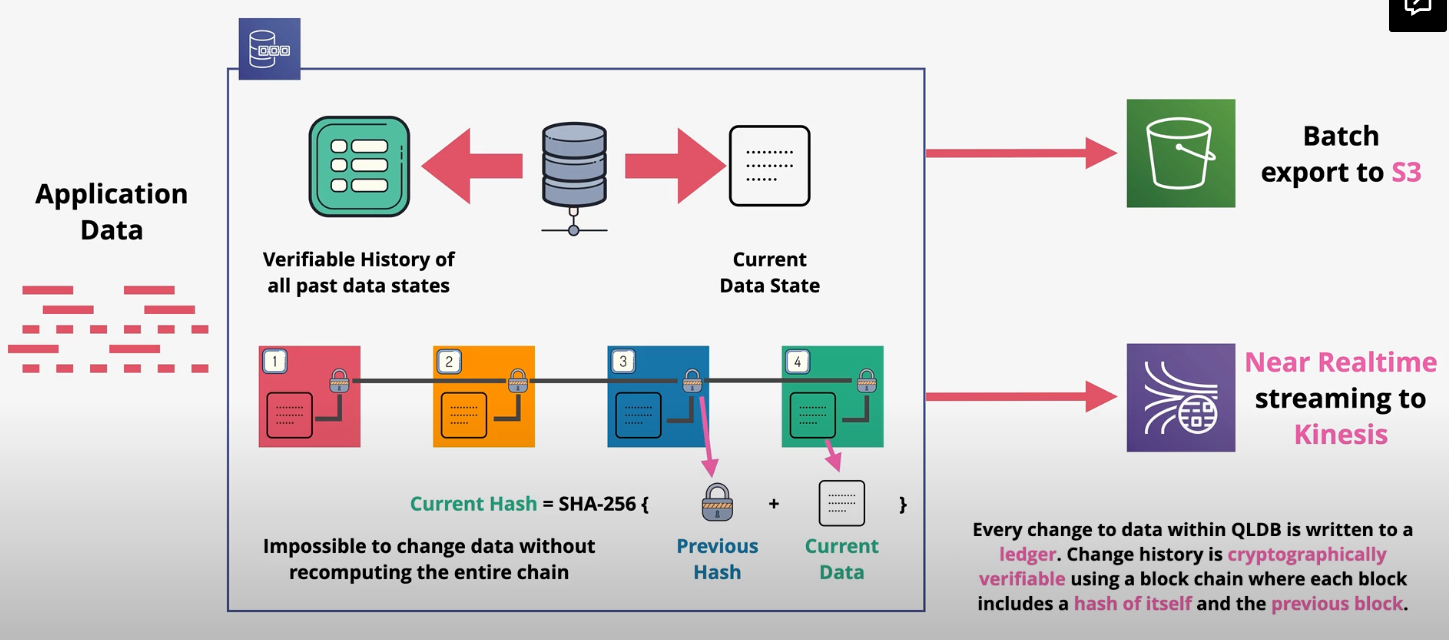 Application
Data
Verifiable History of
all past data states
Current
Data State
1
2
3
4
Current Hash = SHA-256 {
+
}
Previous
Hash
Current
Data
Impossible to change data without
recomputing the entire chain
Batch
export to S3
Near Realtime
streaming to
Kinesis
Every change to data within QLDB is written to a
ledger. Change history is cryptographically
verifiable using a block chain where each block
includes a hash of itself and the previous block.